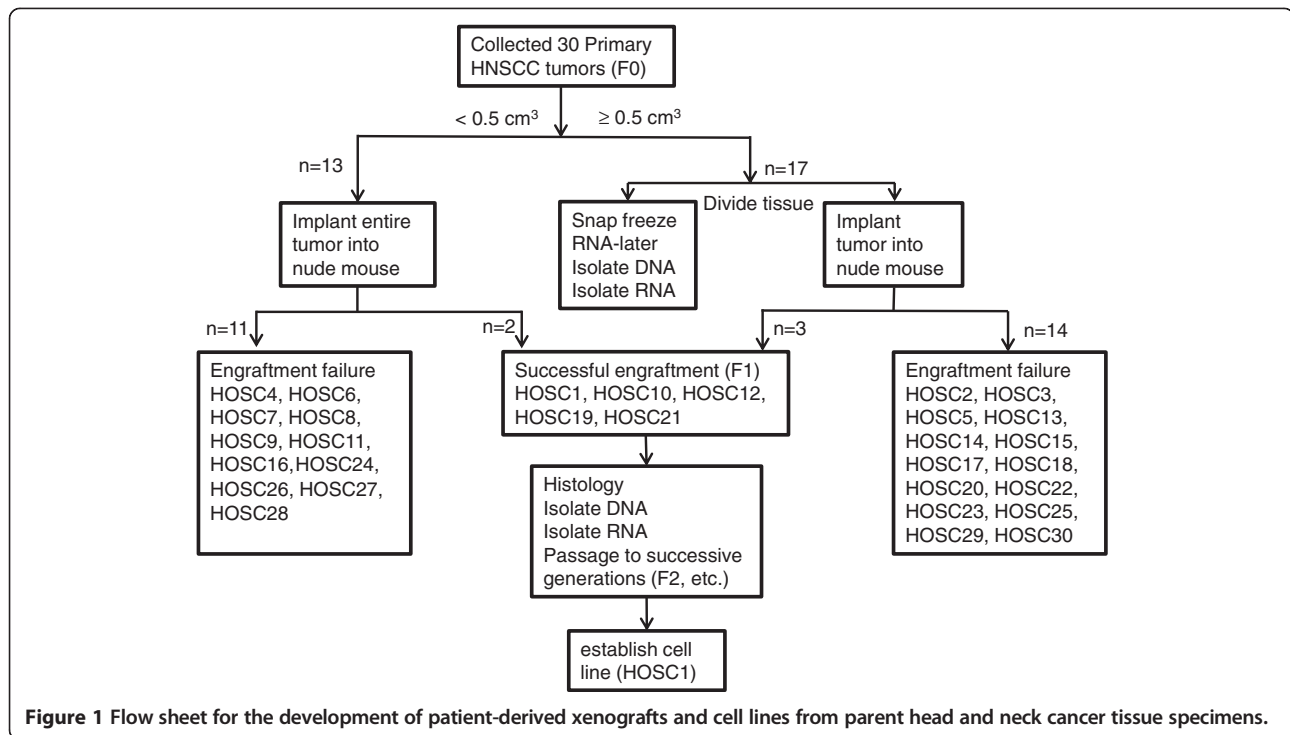 Collected 30 Primary
HNSCC tumors (F0)
< 0.5 cm³
≥ 0.5 cm³
n=13
n=17
Divide tissue
Implant entire
tumor into
nude mouse
Snap freeze
RNA-later
Isolate DNA
Isolate RNA
Implant
tumor into
nude mouse
n=11
n=2
n=3
n=14
Engraftment failure
HOSC4, HOSC6,
HOSC7, HOSC8,
HOSC9, HOSC11,
HOSC16,HOSC24,
HOSC26, HOSC27,
HOSC28
Successful engraftment (F1)
HOSC1, HOSC10, HOSC12,
HOSC19, HOSC21
Engraftment failure
HOSC2, HOSC3,
HOSC5, HOSC13,
HOSC14, HOSC15,
HOSC17, HOSC18,
HOSC20, HOSC22,
HOSC23, HOSC25,
HOSC29, HOSC30
Histology
Isolate DNA
Isolate RNA
Passage to successive
generations (F2, etc.)
establish cell
line (HOSC1)
Figure 1 Flow sheet for the development of patient-derived xenografts and cell lines from parent head and neck cancer tissue specimens.